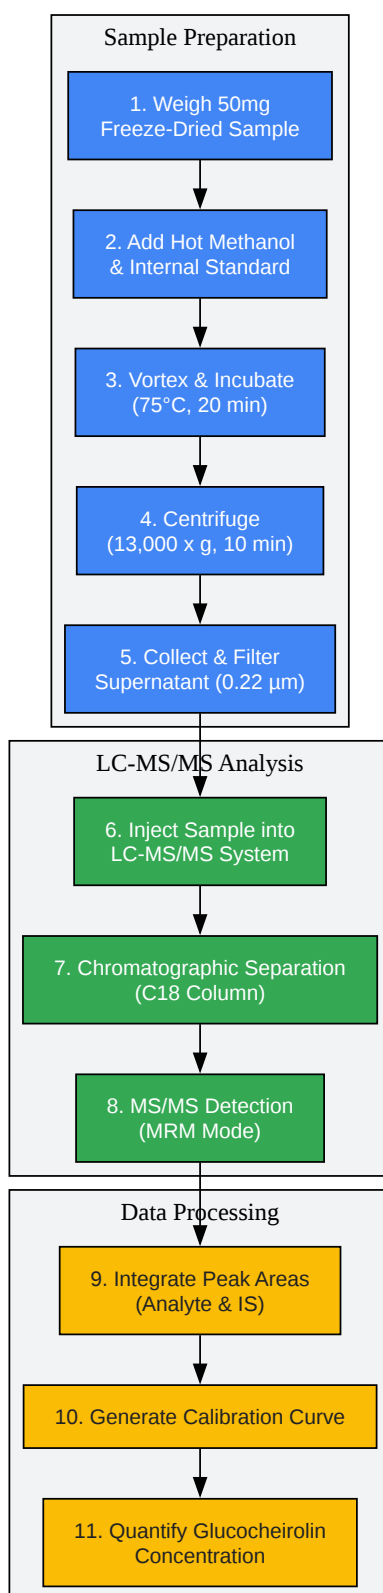 Sample Preparation
1. Weigh 50mg
Freeze-Dried Sample
2. Add Hot Methanol
& Internal Standard
3. Vortex & Incubate
(75°C, 20 min)
4. Centrifuge
(13,000 x g, 10 min)
5. Collect & Filter
Supernatant (0.22 µm)
LC-MS/MS Analysis
6. Inject Sample into
LC-MS/MS System
7. Chromatographic Separation
(C18 Column)
8. MS/MS Detection
(MRM Mode)
Data Processing
9. Integrate Peak Areas
(Analyte & IS)
10. Generate Calibration Curve
11. Quantify Glucocheirolin
Concentration